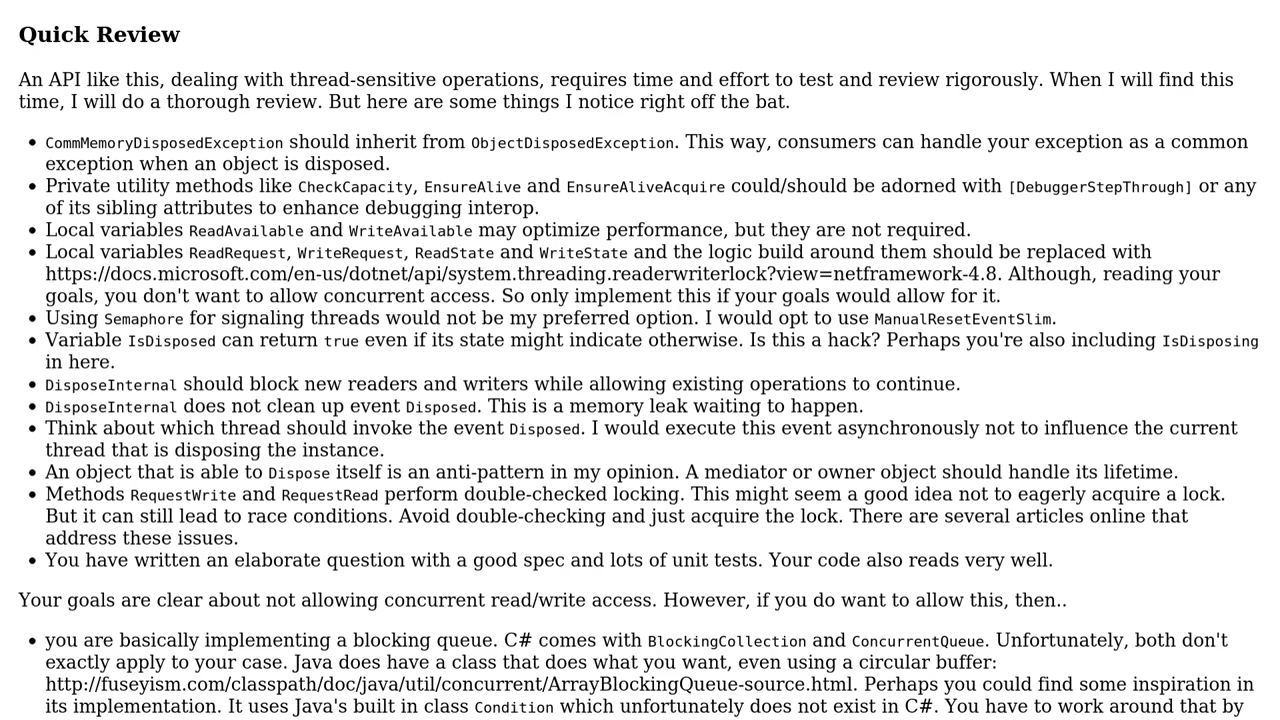 Quick Review
An API like this, dealing with thread-sensitive operations, requires time and effort to test and review rigorously. When I will find this
time, I will do a thorough review. But here are some things I notice right off the bat.
• CommMemoryDisposedException should inherit from ObjectDisposedException. This way, consumers can handle your exception as a common
exception when an object is disposed.
• Private utility methods like CheckCapacity, EnsureAlive and EnsureAliveAcquire could/should be adorned with [DebuggerStepThrough] or any
of its sibling attributes to enhance debugging interop.
• Local variables ReadAvailable and WriteAvailable may optimize performance, but they are not required.
• Local variables ReadRequest, WriteRequest, ReadState and WriteState and the logic build around them should be replaced with
https://docs.microsoft.com/en-us/dotnet/api/system.threading.readerwriterlock?view=netframework-4.8. Although, reading your
goals, you don't want to allow concurrent access. So only implement this if your goals would allow for it.
• Using Semaphore for signaling threads would not be my preferred option. I would opt to use ManualResetEventSlim.
• Variable IsDisposed can return true even if its state might indicate otherwise. Is this a hack? Perhaps you're also including IsDisposing
in here.
• DisposeInternal should block new readers and writers while allowing existing operations to continue.
• DisposeInternal does not clean up event Disposed. This is a memory leak waiting to happen.
• Think about which thread should invoke the event Disposed. I would execute this event asynchronously not to influence the current
thread that is disposing the instance.
• An object that is able to Dispose itself is an anti-pattern in my opinion. A mediator or owner object should handle its lifetime.
• Methods RequestWrite and RequestRead perform double-checked locking. This might seem a good idea not to eagerly acquire a lock.
But it can still lead to race conditions. Avoid double-checking and just acquire the lock. There are several articles online that
address these issues.
• You have written an elaborate question with a good spec and lots of unit tests. Your code also reads very well.
Your goals are clear about not allowing concurrent read/write access. However, if you do want to allow this, then..
• you are basically implementing a blocking queue. C# comes with BlockingCollection and ConcurrentQueue. Unfortunately, both don't
exactly apply to your case. Java does have a class that does what you want, even using a circular buffer:
http://fuseyism.com/classpath/doc/java/util/concurrent/ArrayBlockingQueue-source.html. Perhaps you could find some inspiration in
its implementation. It uses Java's built in class Condition which unfortunately does not exist in C#. You have to work around that by